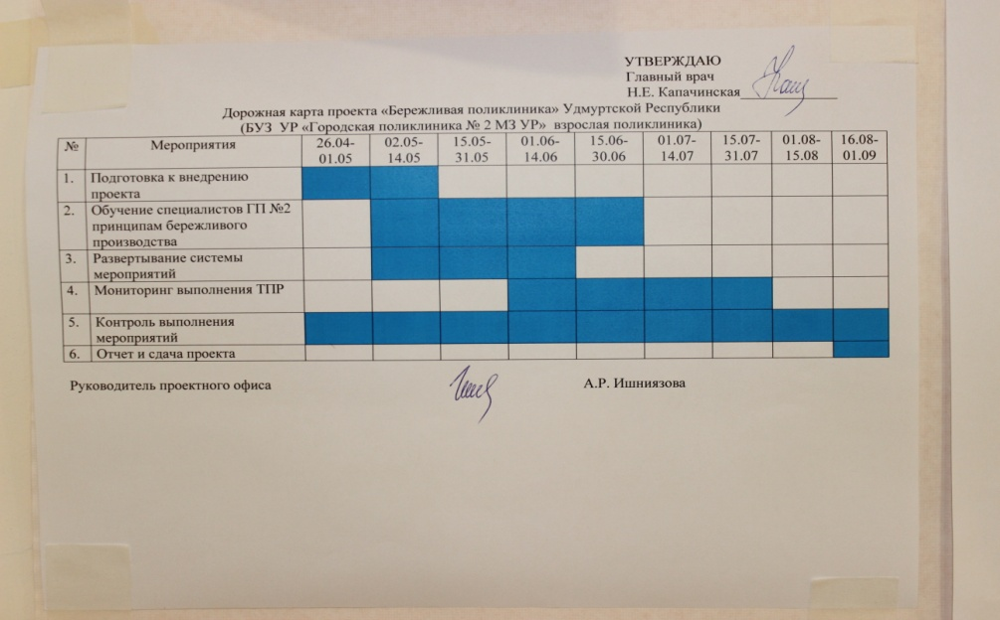 УТВЕРЖДАЮ
Главный врач
Н.Е. Капачинская
Дорожная карта проекта «Бережливая поликлиника» Удмуртской Республики
(БУЗ УР «Городская поликлиника № 2 МЗ УР» взрослая поликлиника)
№ Мероприятия 26.04- 02.05- 15.05- 01.06- 15.06- 01.07- 15.07- 01.08- 16.08-
01.05 14.05 31.05 14.06 30.06 14.07 31.07 15.08 01.09
1. Подготовка к внедрению
проекта
2. Обучение специалистов ГП №2
принципам бережливого
производства
3. Развертывание системы
мероприятий
4. Мониторинг выполнения ТПР
5. Контроль выполнения
мероприятий
6. Отчет и сдача проекта
Руководитель проектного офиса А.Р. Ишниязова